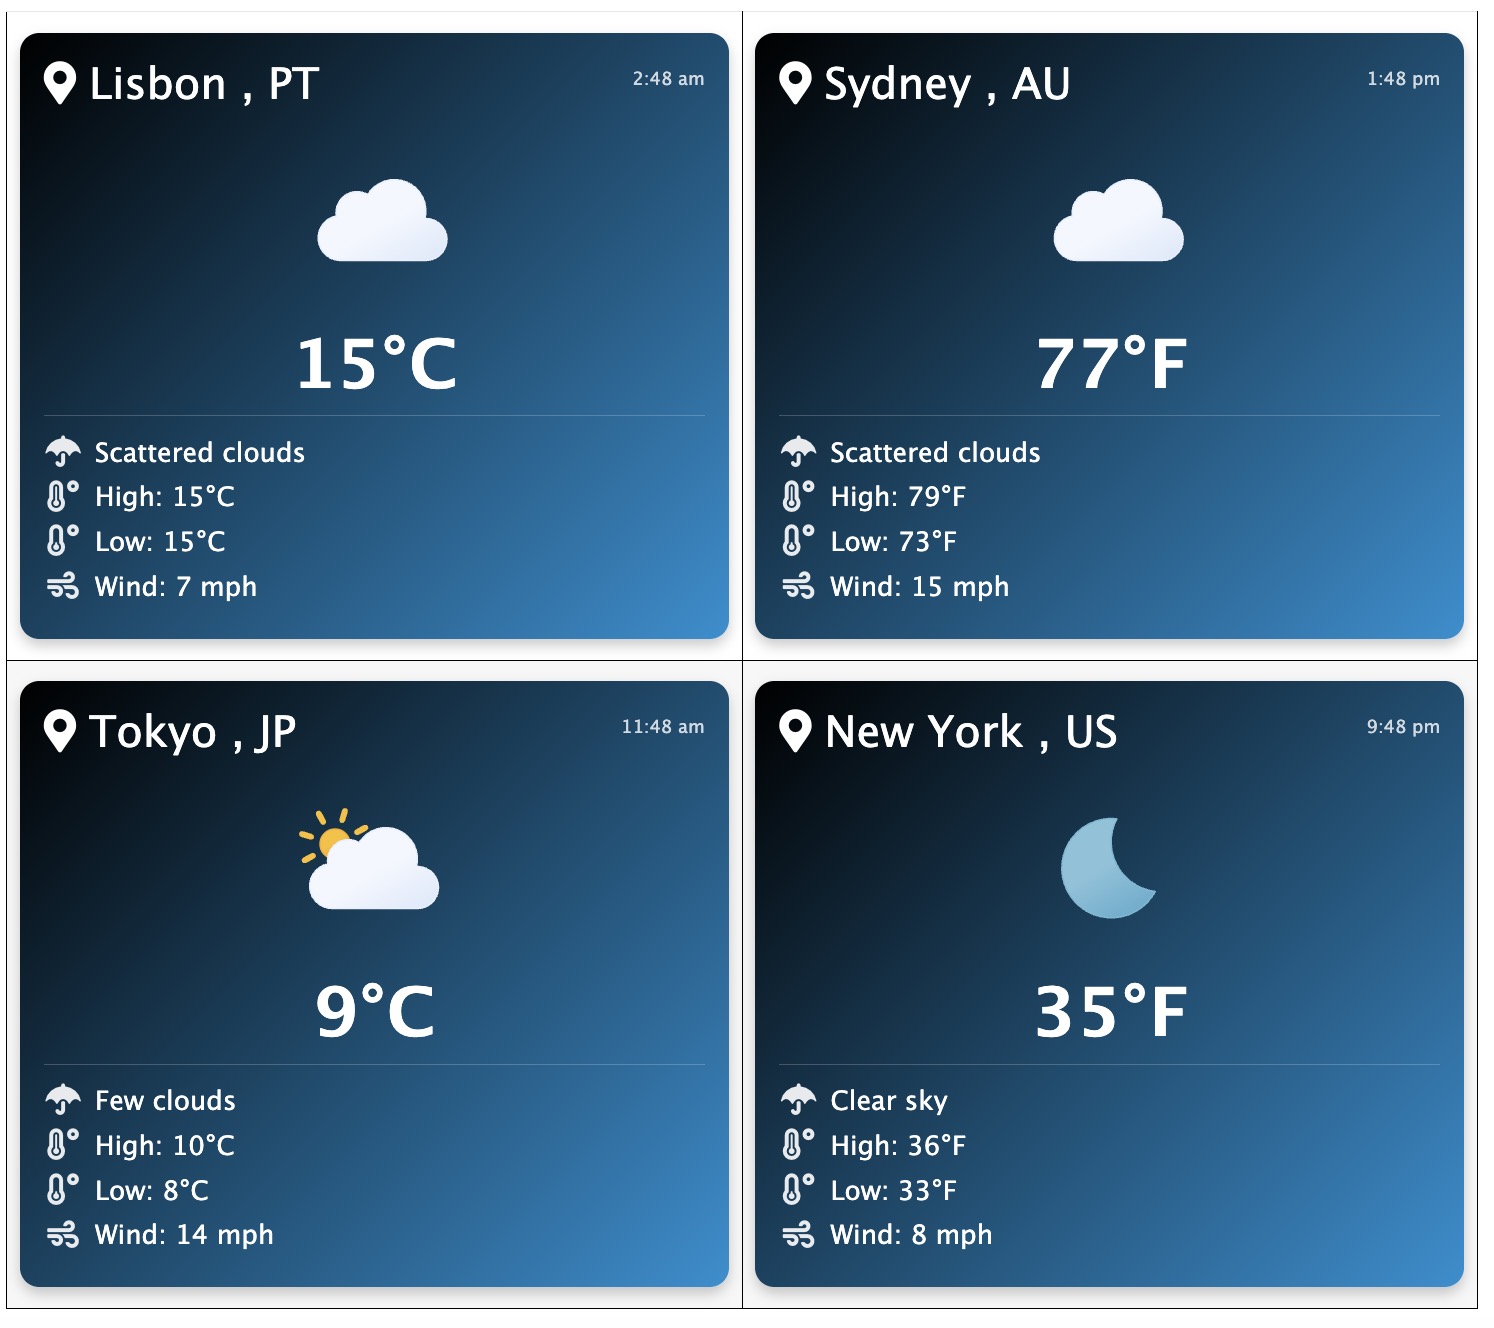 Lisbon , PT
2:48 am
15°C
Scattered clouds
High: 15°C
Low: 15°C
Wind: 7 mph
Sydney , AU
1:48 pm
77°F
Scattered clouds
High: 79°F
Low: 73°F
Wind: 15 mph
Tokyo , JP
11:48 am
9°C
Few clouds
High: 10°C
Low: 8°C
Wind: 14 mph
New York , US
9:48 pm
35°F
Clear sky
High: 36°F
Low: 33°F
Wind: 8 mph